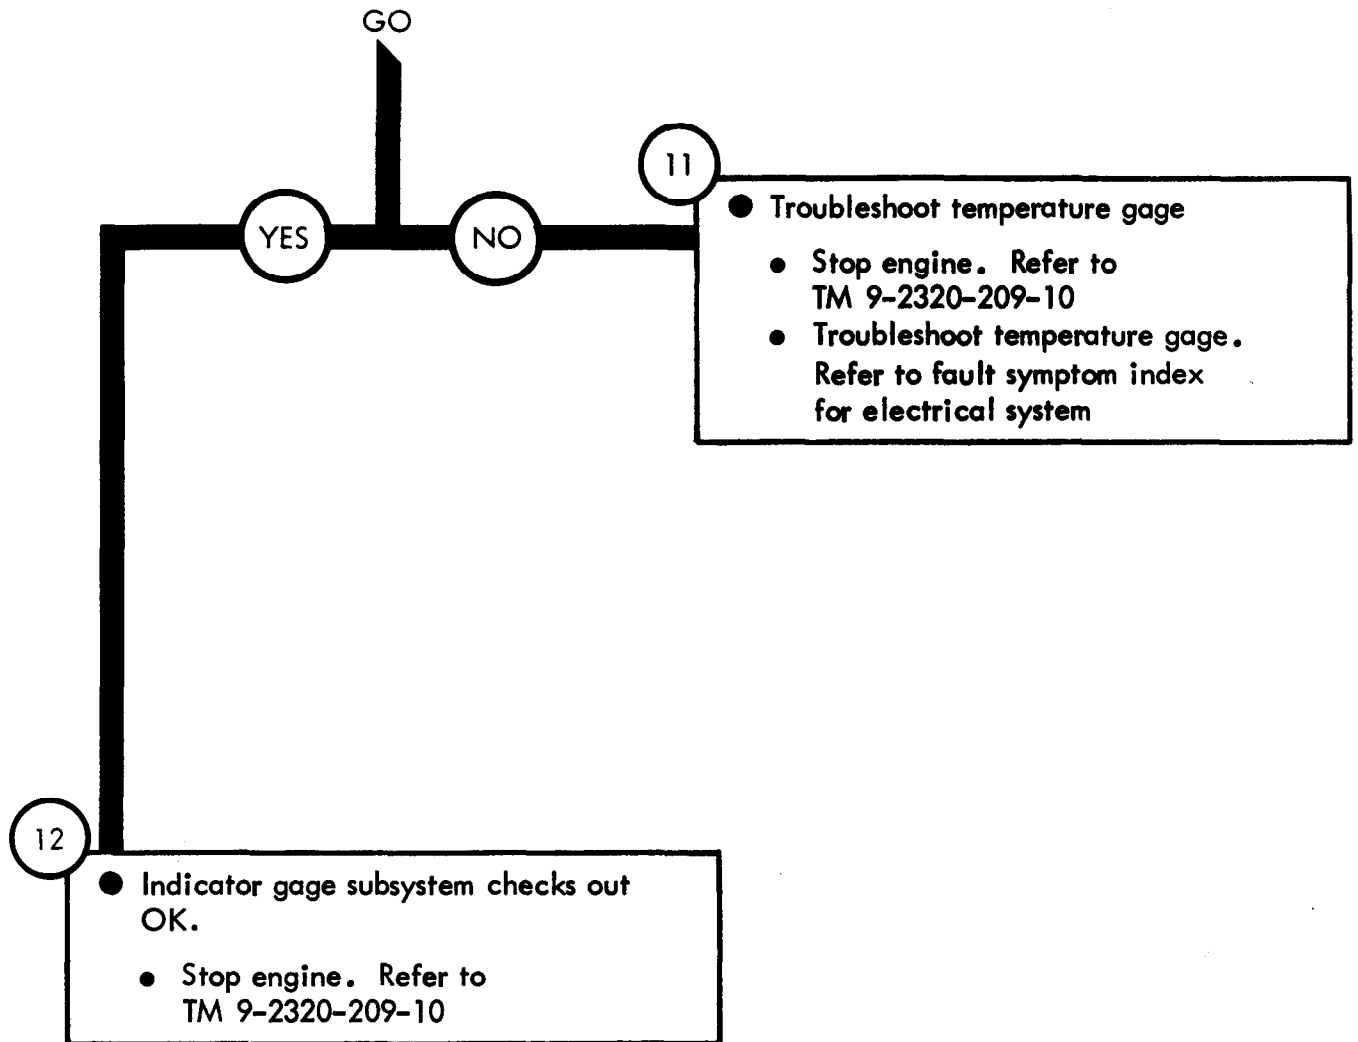 GO
YES
NO
11
● Troubleshoot temperature gage
● Stop engine. Refer to
TM 9-2320-209-10
● Troubleshoot temperature gage.
Refer to fault symptom index
for electrical system
12
● Indicator gage subsystem checks out
OK.
● Stop engine. Refer to
TM 9-2320-209-10